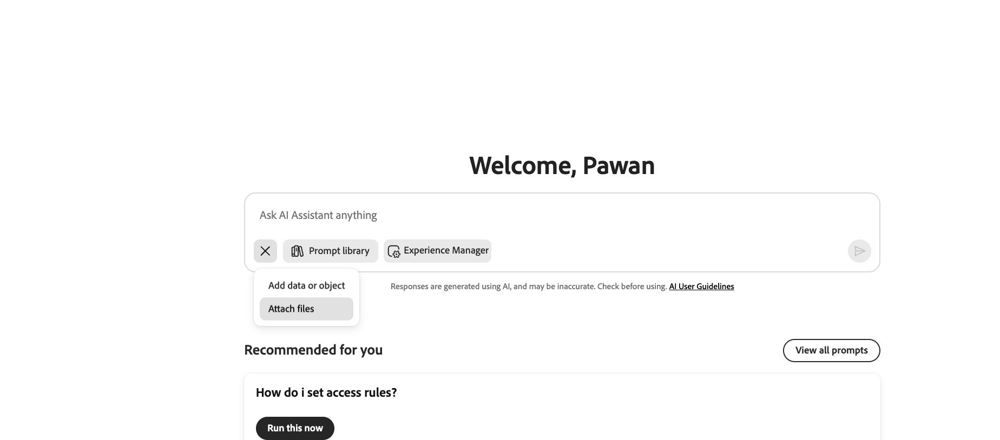 Welcome, Pawan
Ask AI Assistant anything
Prompt library
Experience Manager
Add data or object
Attach files
Responses are generated using AI, and may be inaccurate. Check before using. AI User Guidelines
Recommended for you
View all prompts
How do i set access rules?
Run this now